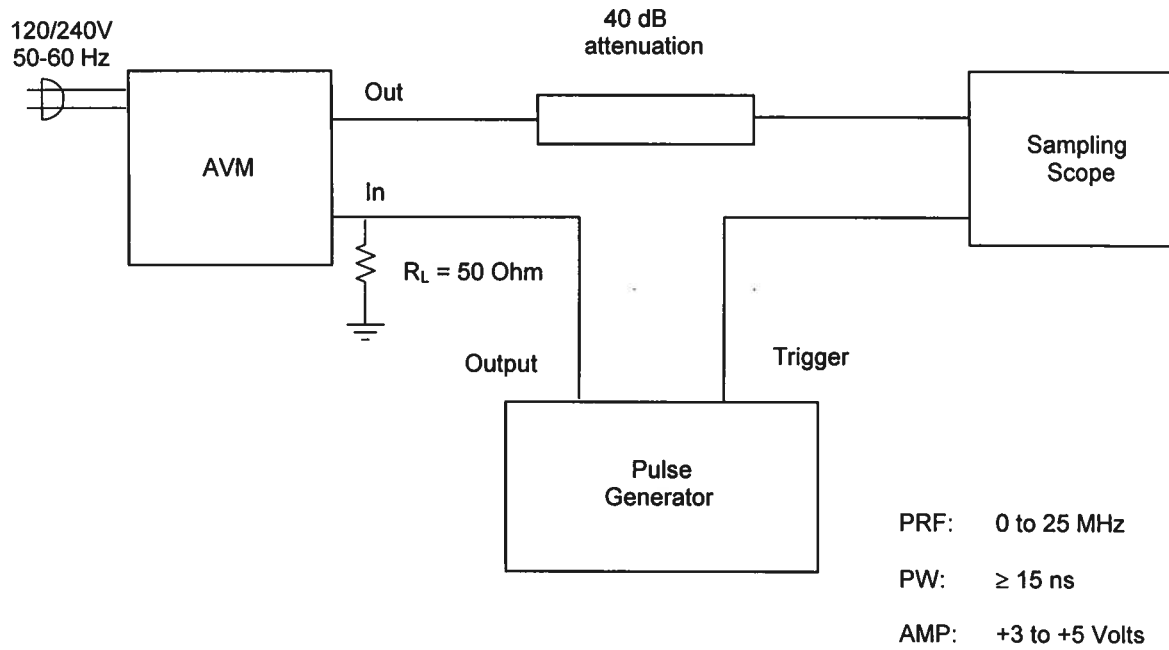 120/240V
50-60 Hz
40 dB
attenuation
AVM
Out
In
Sampling
Scope
R_L = 50 Ohm
Output
Trigger
Pulse
Generator
PRF: 0 to 25 MHz
PW: ≥ 15 ns
AMP: +3 to +5 Volts